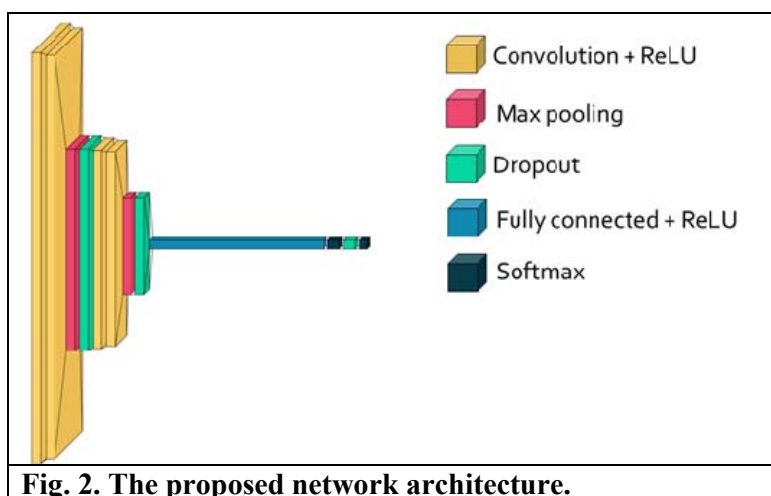 Convolution + ReLU
Max pooling
Dropout
Fully connected + ReLU
Softmax
Fig. 2. The proposed network architecture.